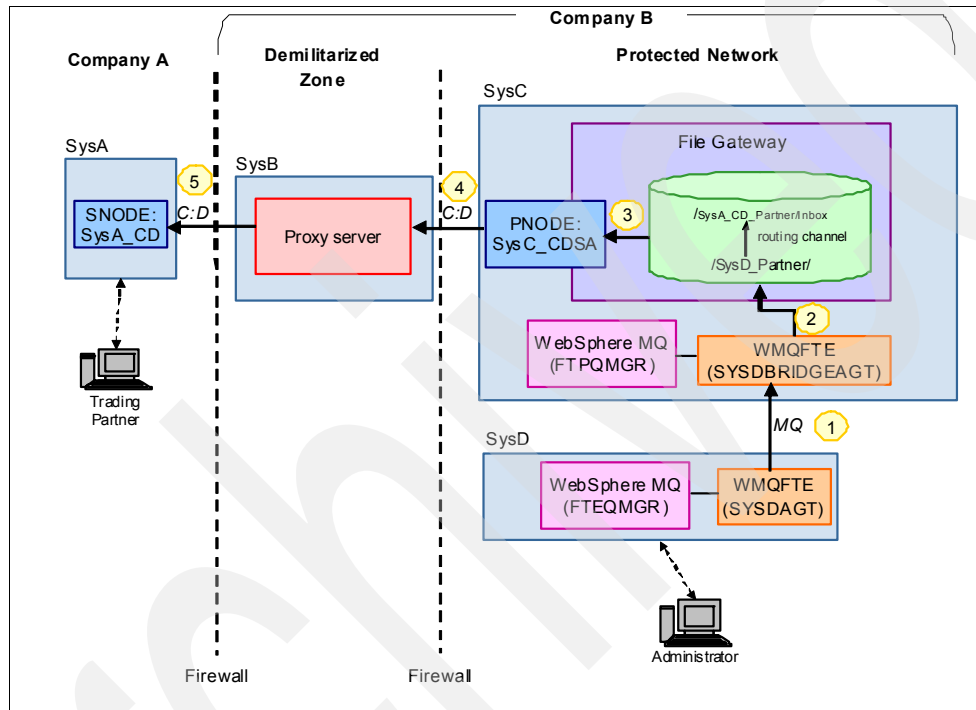 Company B
Company A
Demilitarized
Zone
Protected Network
SysC
File Gateway
SysA
SysB
5
4
3
C:D
C:D
SNODE:
SysA_CD
Proxy server
PNODE:
SysC_CDSA
/SysA_CD_Partner/Inbox
routing channel
/SysD_Partner/
2
WebSphere MQ
(FTPQMGR)
WMQFTE
(SYSDBRIDGEAGT)
Trading
Partner
MQ
1
SysD
WebSphere MQ
(FTEQMGR)
WMQFTE
(SYSDAGT)
Administrator
Firewall
Firewall